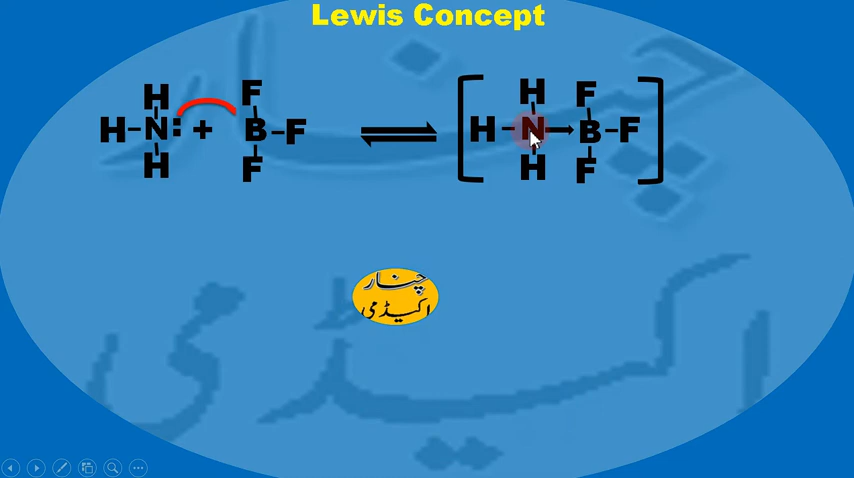 Lewis Concept
H F H F
H–N: + B–F ⇌ [H–N→B–F]
H F H F
چنار
اکیڈمی